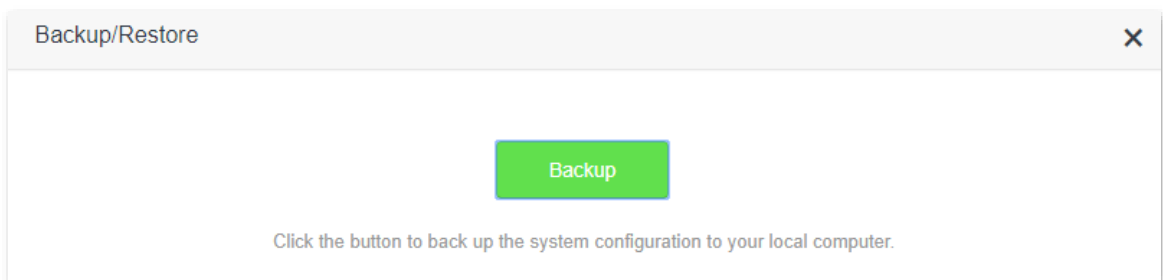 Backup/Restore
Backup
Click the button to back up the system configuration to your local computer.